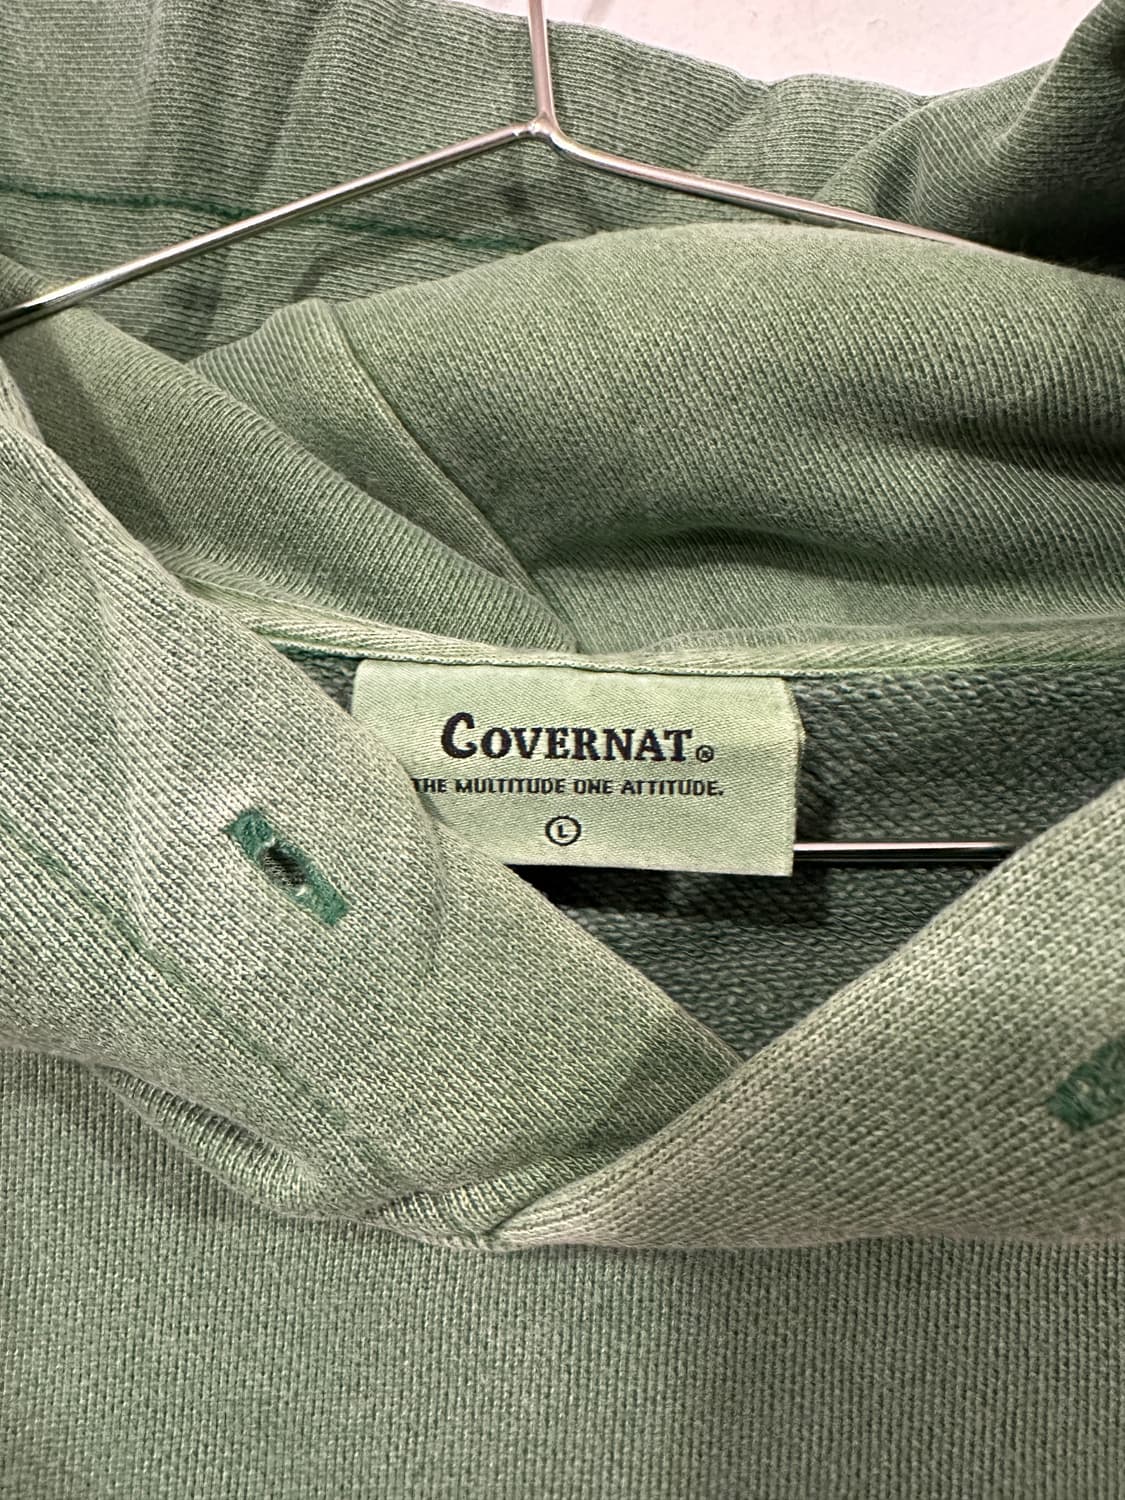 COVERNAT®
THE MULTITUDE ONE ATTITUDE.
L